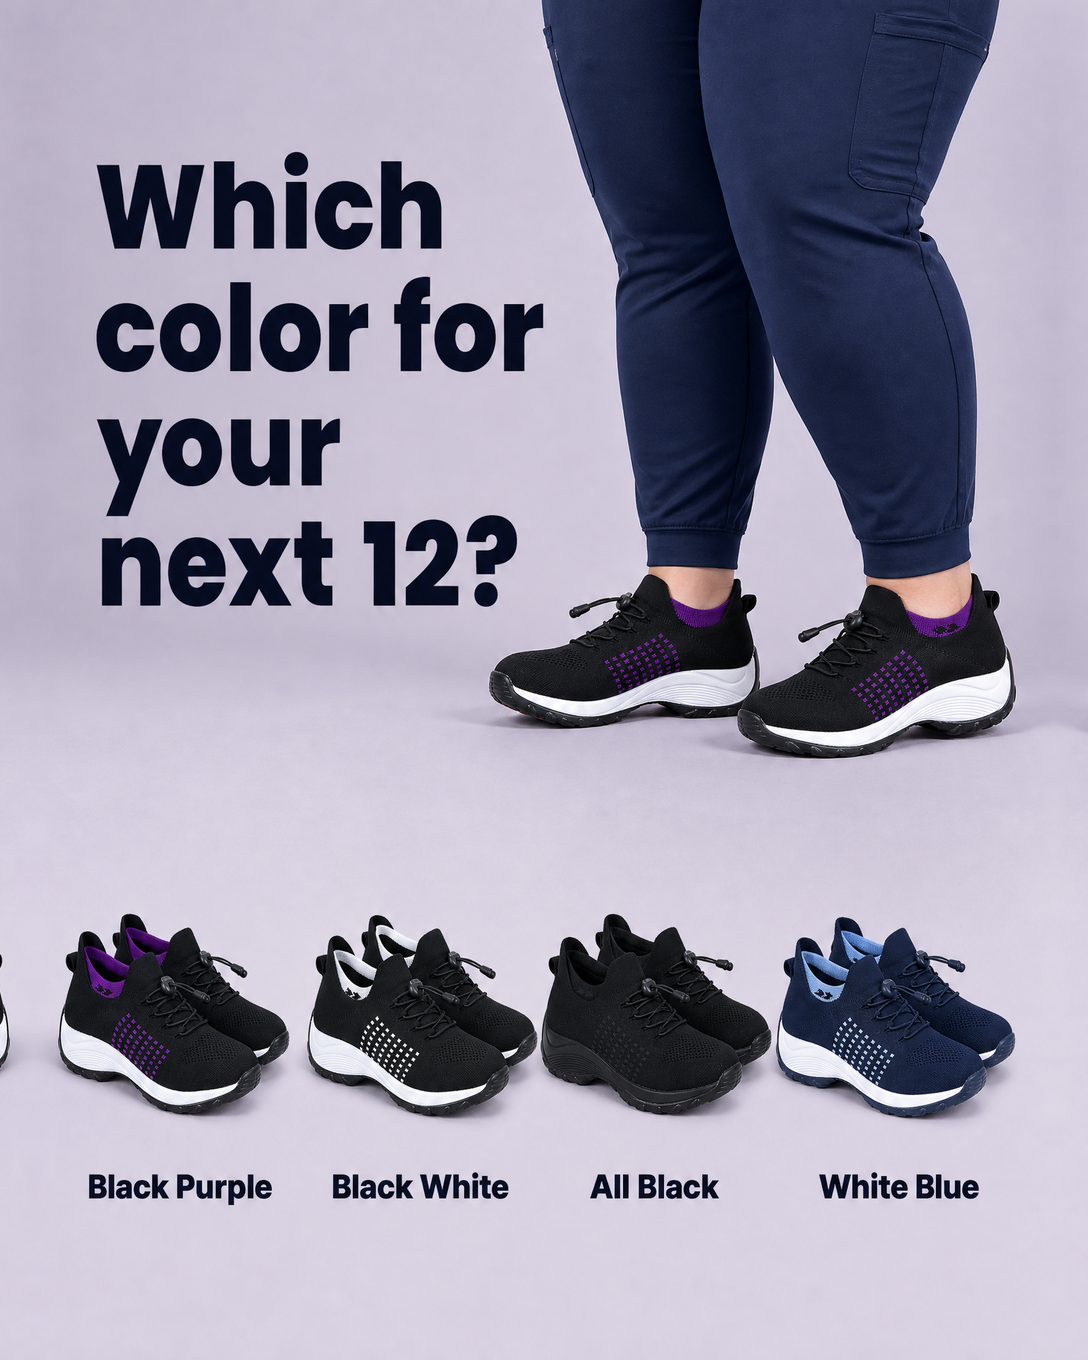 Which
color for
your
next 12?
Black Purple
Black White
All Black
White Blue